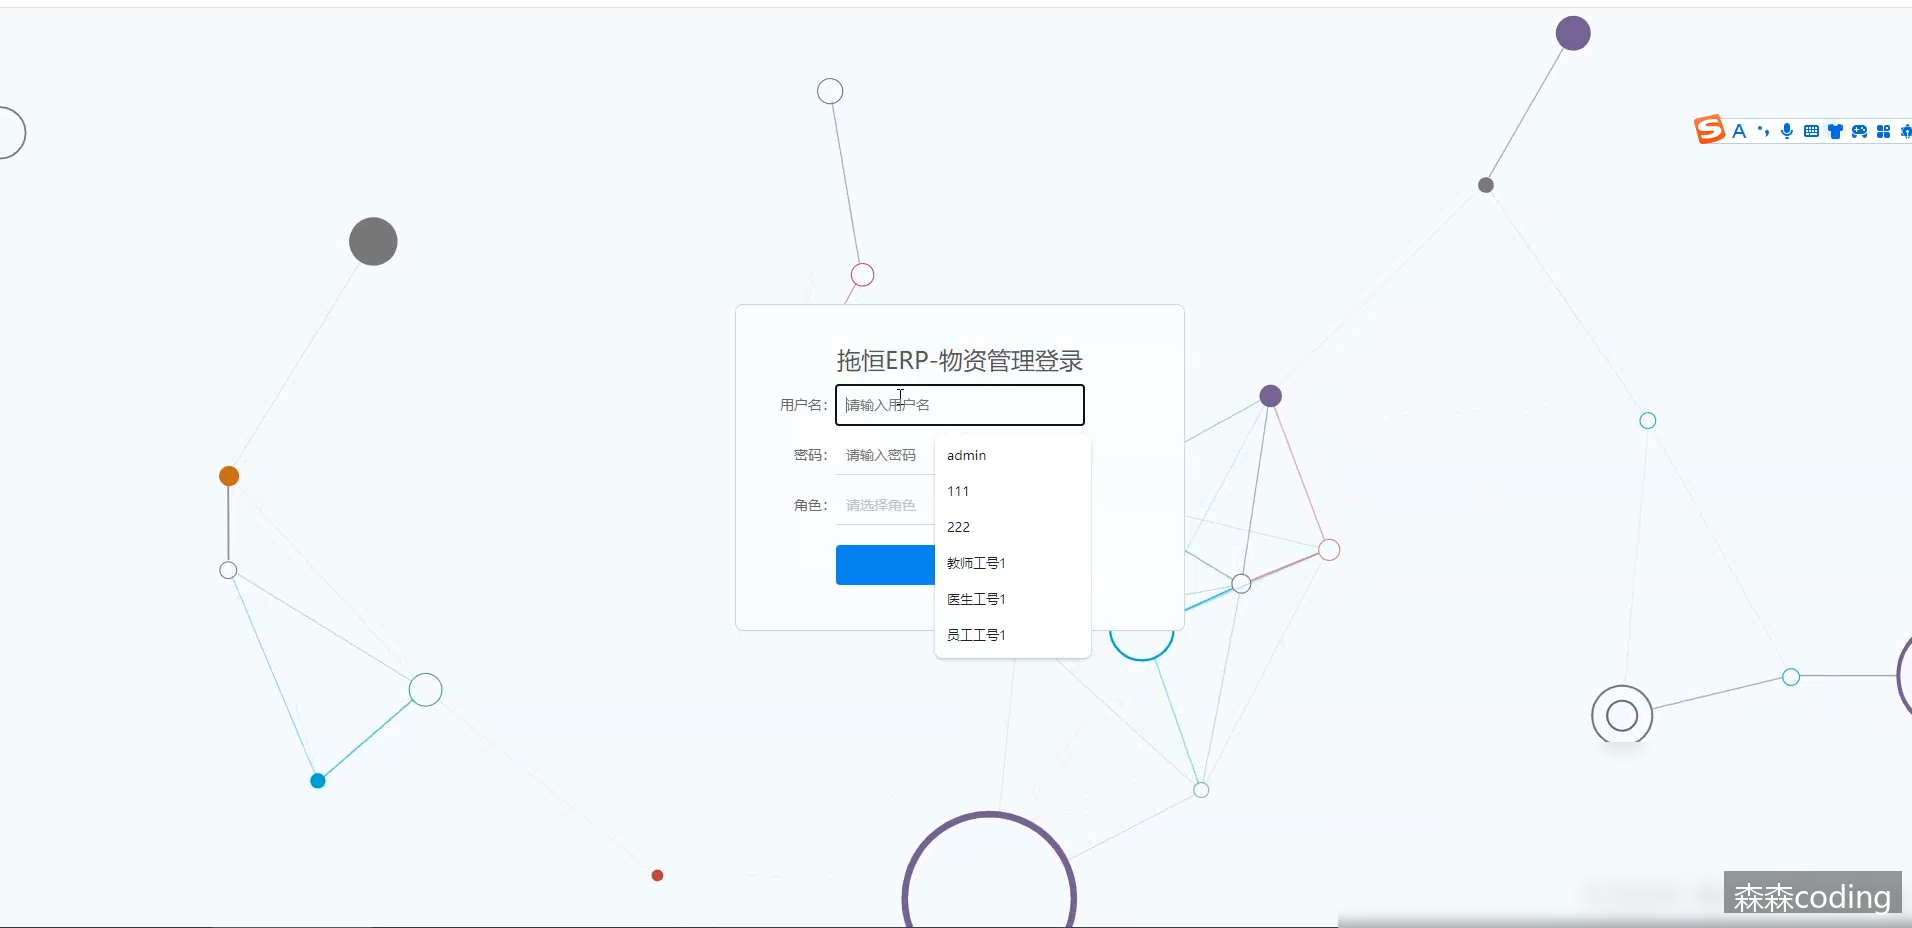 拖恒ERP-物资管理登录
用户名：
请输入用户名
密码：
请输入密码
角色：
请选择角色
admin
111
222
教师工号1
医生工号1
员工工号1
森森coding